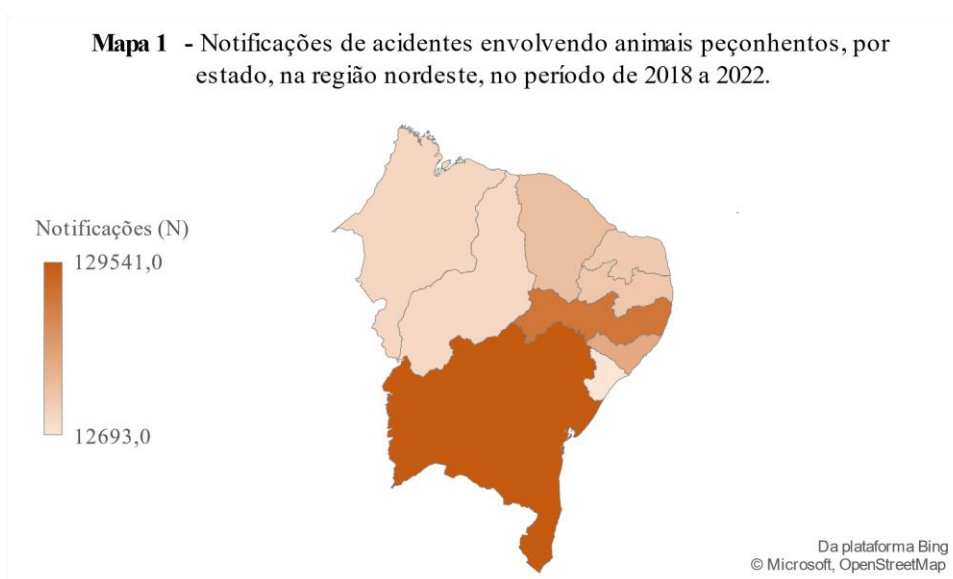 Mapa 1 - Notificações de acidentes envolvendo animais peçonhentos, por
estado, na região nordeste, no período de 2018 a 2022.
Notificações (N)
129541,0
12693,0
Da plataforma Bing
© Microsoft, OpenStreetMap